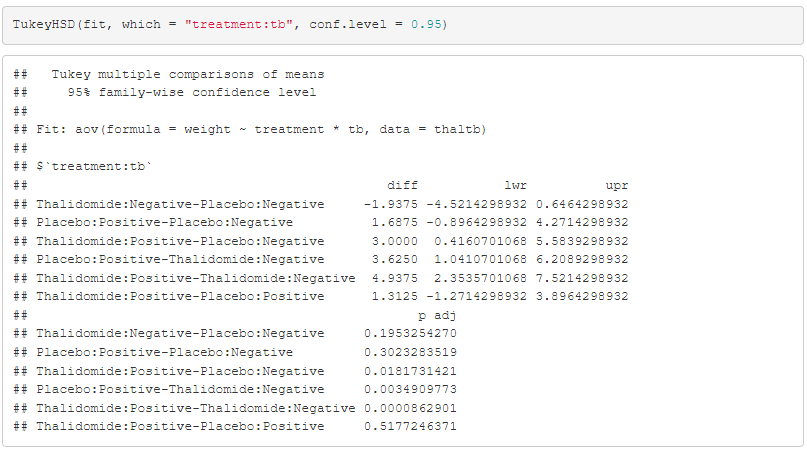 TukeyHSD(fit, which = "treatment:tb", conf.level = 0.95)
##   Tukey multiple comparisons of means
##     95% family-wise confidence level
##
## Fit: aov(formula = weight ~ treatment * tb, data = thaltb)
##
## $`treatment:tb`
##                                              diff           lwr          upr
## Thalidomide:Negative-Placebo:Negative     -1.9375 -4.5214298932 0.6464298932
## Placebo:Positive-Placebo:Negative          1.6875 -0.8964298932 4.2714298932
## Thalidomide:Positive-Placebo:Negative      3.0000  0.4160701068 5.5839298932
## Placebo:Positive-Thalidomide:Negative      3.6250  1.0410701068 6.2089298932
## Thalidomide:Positive-Thalidomide:Negative  4.9375  2.3535701068 7.5214298932
## Thalidomide:Positive-Placebo:Positive      1.3125 -1.2714298932 3.8964298932
##                                                  p adj
## Thalidomide:Negative-Placebo:Negative     0.1953254270
## Placebo:Positive-Placebo:Negative         0.3023283519
## Thalidomide:Positive-Placebo:Negative     0.0181731421
## Placebo:Positive-Thalidomide:Negative     0.0034909773
## Thalidomide:Positive-Thalidomide:Negative 0.0000862901
## Thalidomide:Positive-Placebo:Positive     0.5177246371